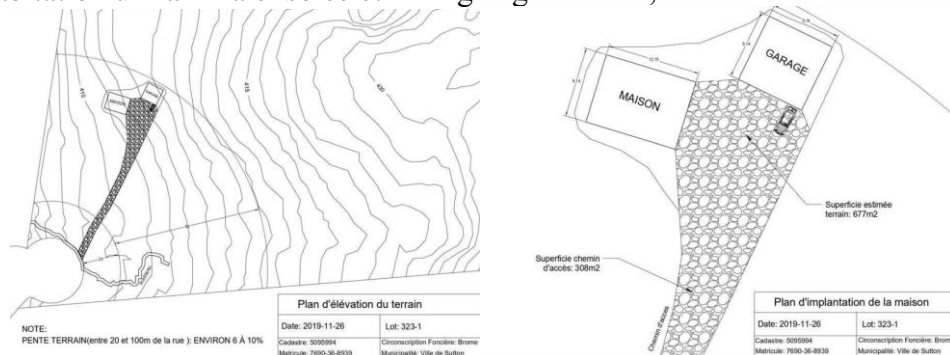 410
415
430
MAISON
NOTE:
PENTE TERRAIN(entre 20 et 100m de la rue ): ENVIRON 6 À 10%
Plan d'élévation du terrain
Date: 2019-11-26
Lot: 323-1
Cadastre: 5095994
Circonscription Foncière: Brome
Matricule: 7690-36-8939
Municipalité: Ville de Sutton
GARAGE
MAISON
Superficie estimée
terrain: 677m2
Superficie chemin
d'accès: 308m2
Chemin d'acces
Plan d'implantation de la maison
Date: 2019-11-26
Lot: 323-1
Cadastre: 5095994
Circonscription Foncière: Brome
Matricule: 7690-36-8939
Municipalité: Ville de Sutton